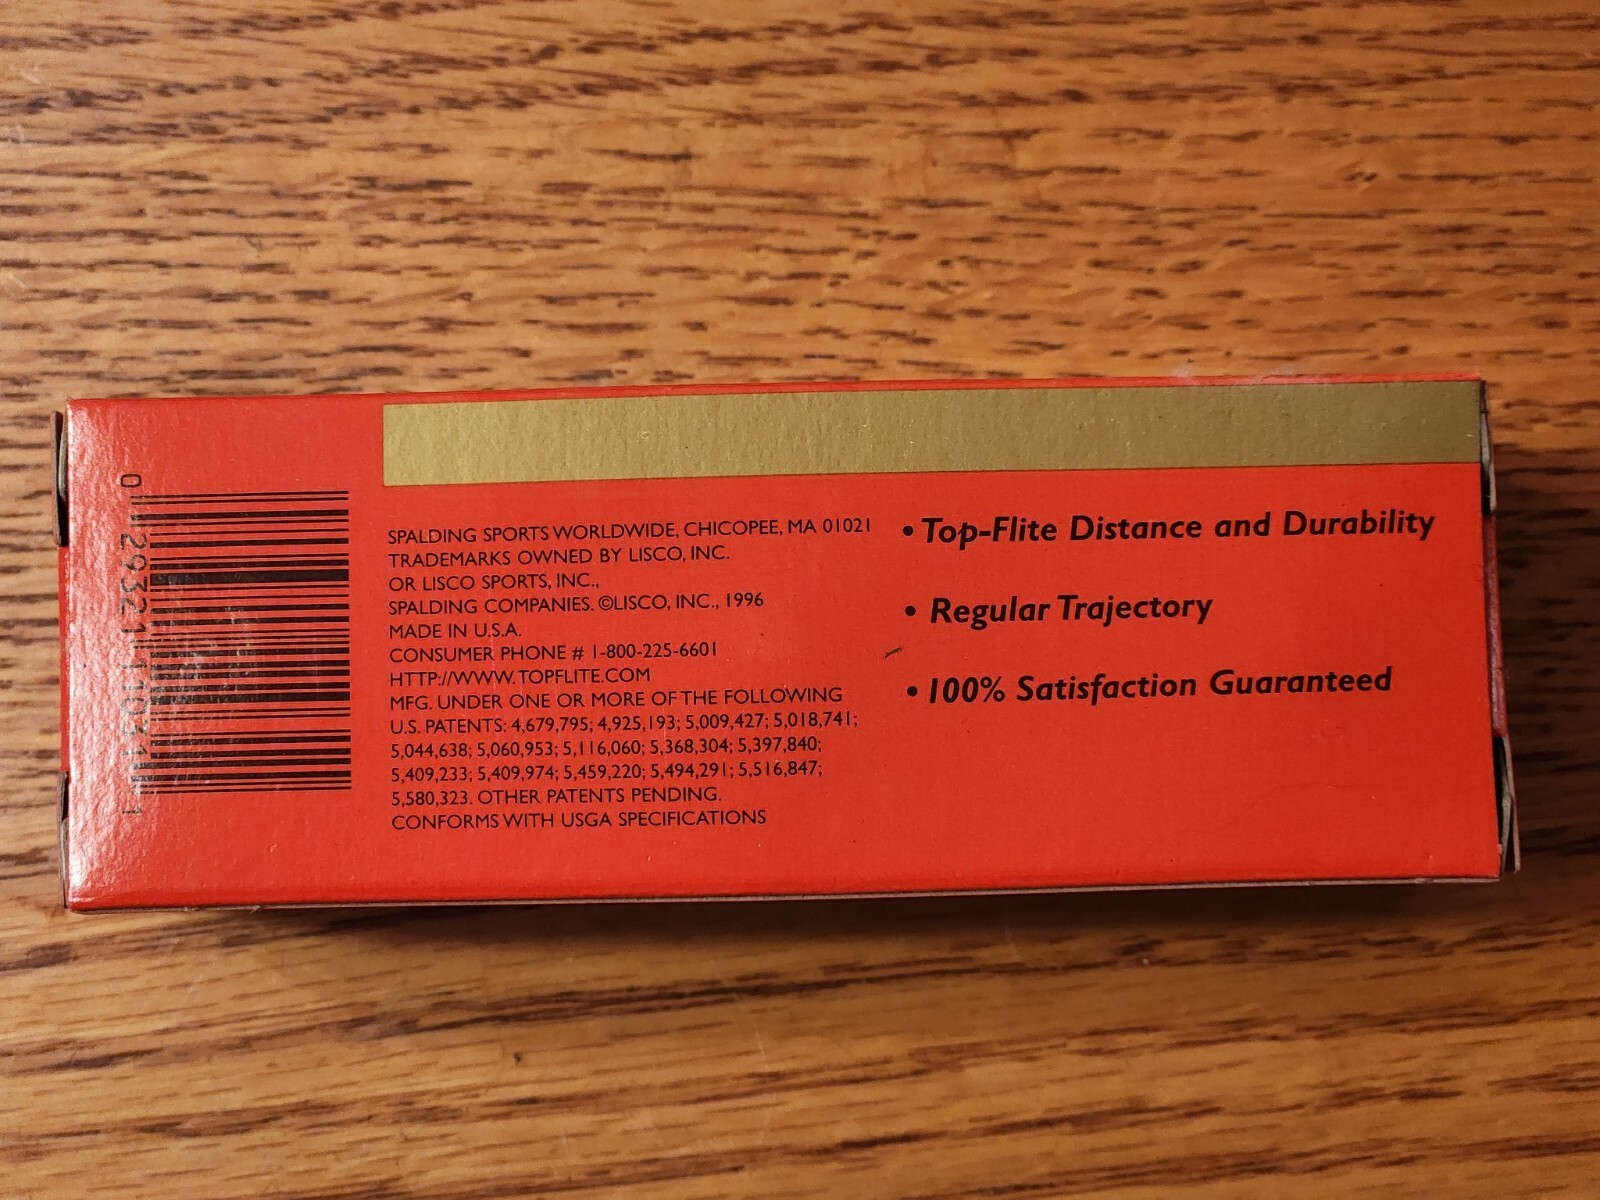 0 29321 11031 1
SPALDING SPORTS WORLDWIDE, CHICOPEE, MA 01021
TRADEMARKS OWNED BY LISCO, INC.
OR LISCO SPORTS, INC.,
SPALDING COMPANIES. ©LISCO, INC., 1996
MADE IN U.S.A.
CONSUMER PHONE # 1-800-225-6601
HTTP://WWW.TOPFLITE.COM
MFG. UNDER ONE OR MORE OF THE FOLLOWING
U.S. PATENTS: 4,679,795; 4,925,193; 5,009,427; 5,018,741;
5,044,638; 5,060,953; 5,116,060; 5,368,304; 5,397,840;
5,409,233; 5,409,974; 5,459,220; 5,494,291; 5,516,847;
5,580,323. OTHER PATENTS PENDING.
CONFORMS WITH USGA SPECIFICATIONS
• Top-Flite Distance and Durability
• Regular Trajectory
• 100% Satisfaction Guaranteed